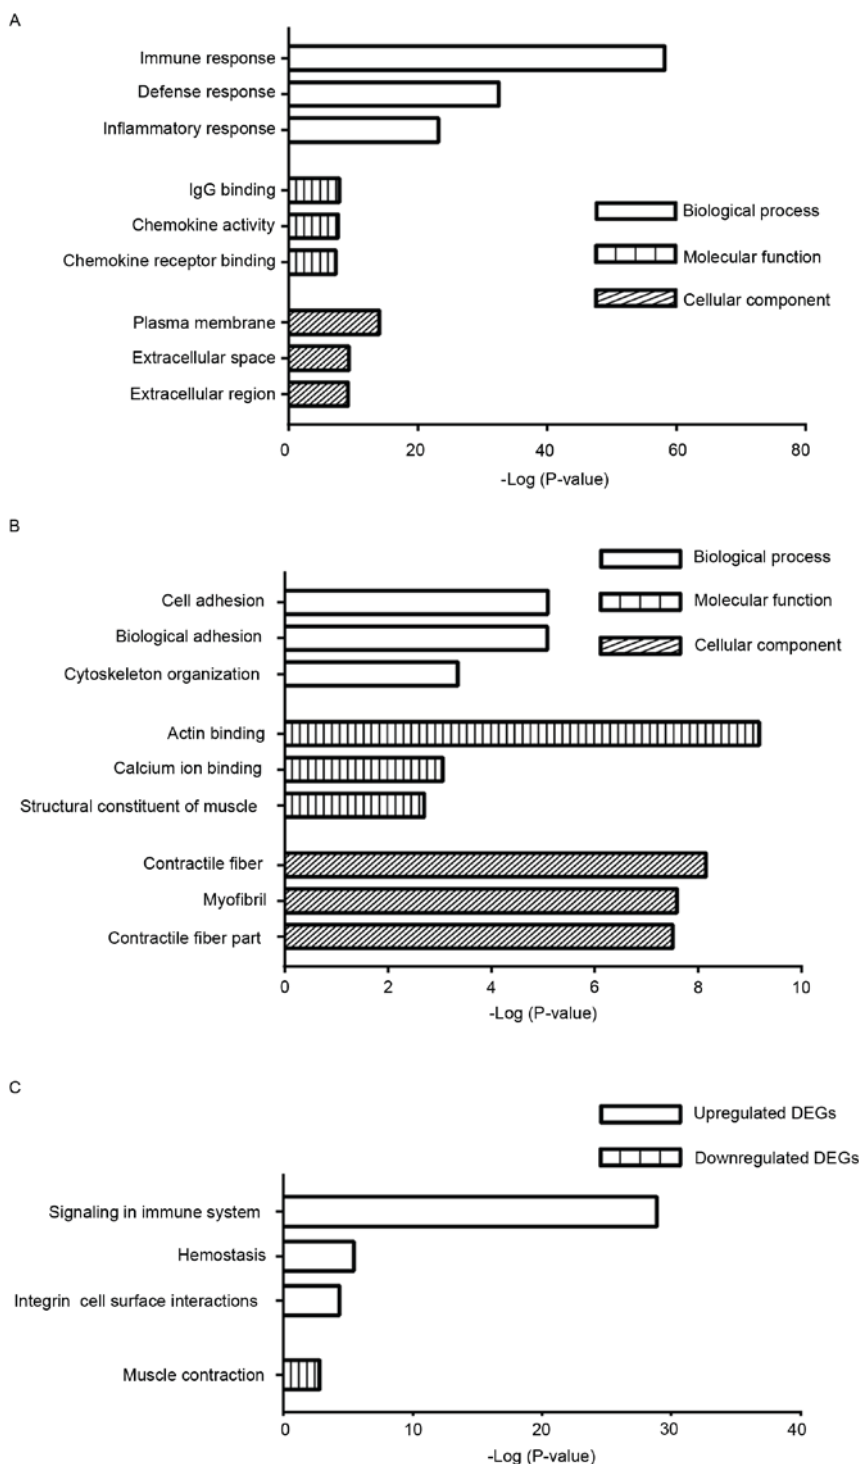 A
Immune response
Defense response
Inflammatory response
IgG binding
Chemokine activity
Chemokine receptor binding
Plasma membrane
Extracellular space
Extracellular region
Biological process
Molecular function
Cellular component
0 20 40 60 80
-Log (P-value)
B
Biological process
Molecular function
Cellular component
Cell adhesion
Biological adhesion
Cytoskeleton organization
Actin binding
Calcium ion binding
Structural constituent of muscle
Contractile fiber
Myofibril
Contractile fiber part
0 2 4 6 8 10
-Log (P-value)
C
Upregulated DEGs
Downregulated DEGs
Signaling in immune system
Hemostasis
Integrin cell surface interactions
Muscle contraction
0 10 20 30 40
-Log (P-value)